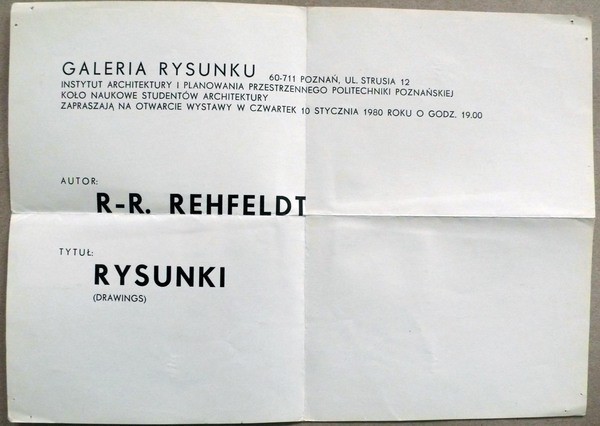 GALERIA RYSUNKU 60-711 POZNAŃ, UL. STRUSIA 12
INSTYTUT ARCHITEKTURY I PLANOWANIA PRZESTRZENNEGO POLITECHNIKI POZNAŃSKIEJ
KOŁO NAUKOWE STUDENTÓW ARCHITEKTURY
ZAPRASZAJĄ NA OTWARCIE WYSTAWY W CZWARTEK 10 STYCZNIA 1980 ROKU O GODZ. 19.00
AUTOR:
R-R. REHFELDT
TYTUŁ:
RYSUNKI
(DRAWINGS)